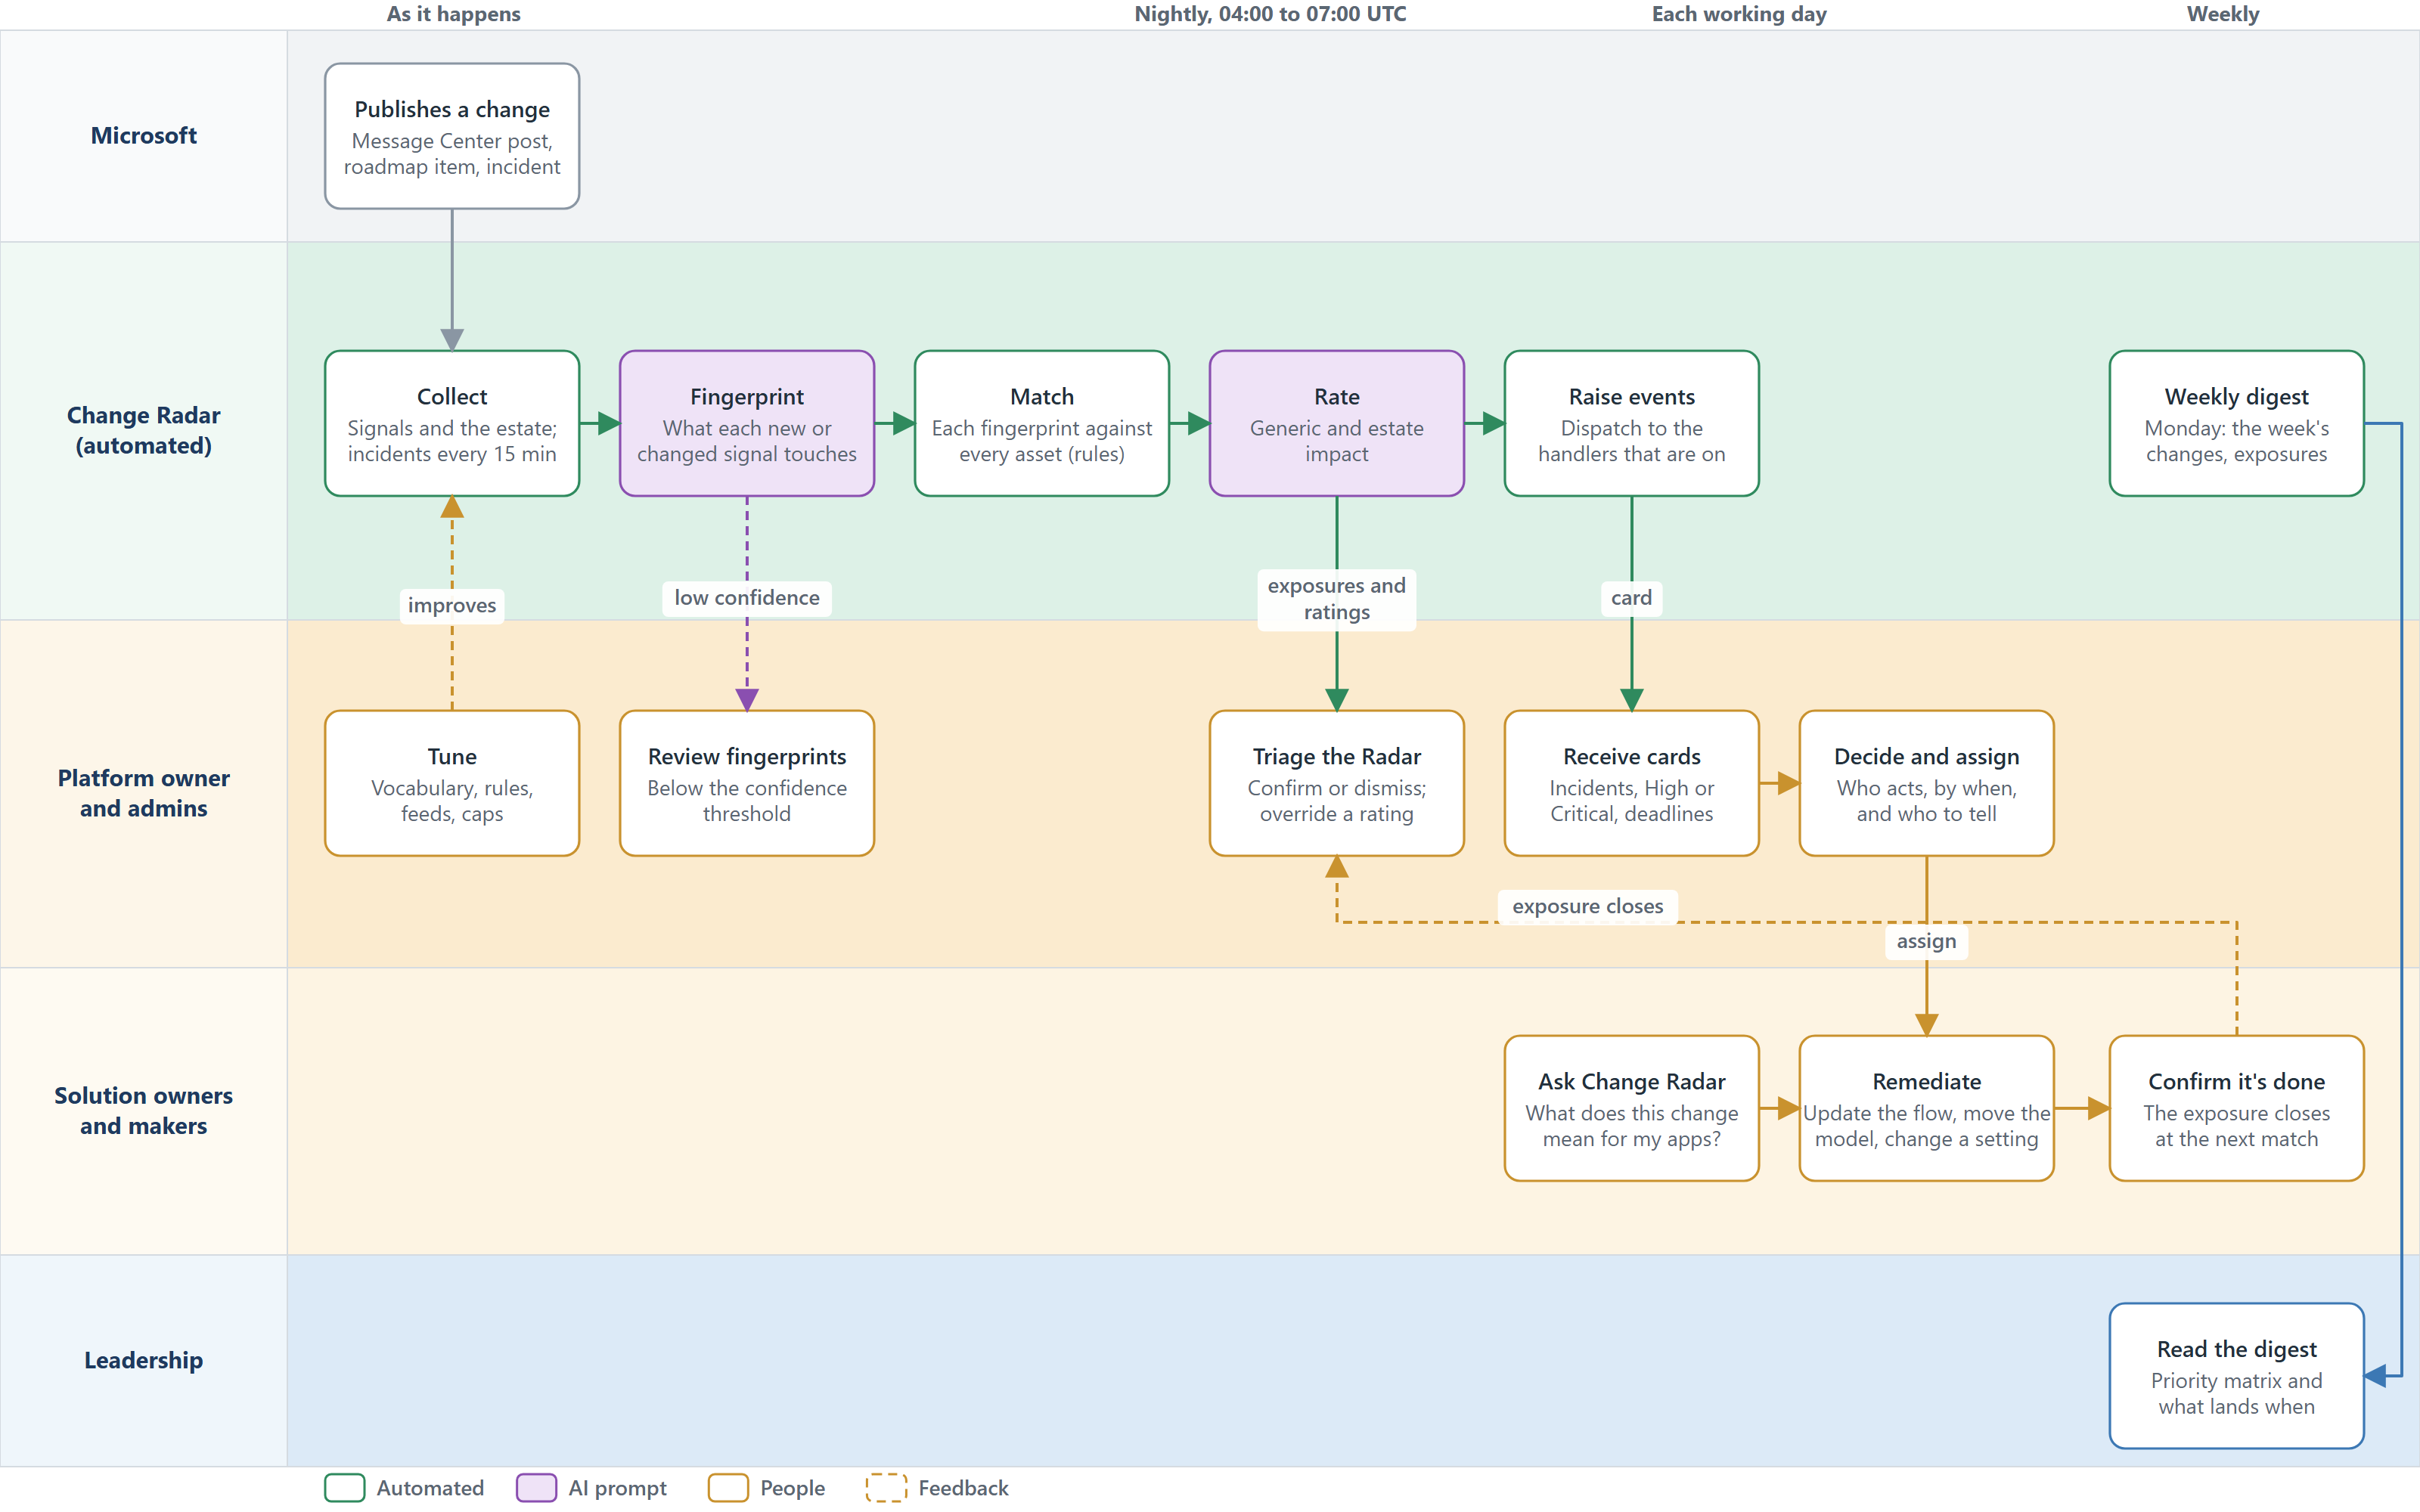 As it happens
Nightly, 04:00 to 07:00 UTC
Each working day
Weekly
Microsoft
Publishes a change
Message Center post,
roadmap item, incident
Change Radar
(automated)
Collect
Signals and the estate;
incidents every 15 min
Fingerprint
What each new or
changed signal touches
Match
Each fingerprint against
every asset (rules)
Rate
Generic and estate
impact
Raise events
Dispatch to the
handlers that are on
Weekly digest
Monday: the week's
changes, exposures
improves
low confidence
exposures and
ratings
card
Platform owner
and admins
Tune
Vocabulary, rules,
feeds, caps
Review fingerprints
Below the confidence
threshold
Triage the Radar
Confirm or dismiss;
override a rating
Receive cards
Incidents, High or
Critical, deadlines
Decide and assign
Who acts, by when,
and who to tell
exposure closes
assign
Solution owners
and makers
Ask Change Radar
What does this change
mean for my apps?
Remediate
Update the flow, move the
model, change a setting
Confirm it's done
The exposure closes
at the next match
Leadership
Read the digest
Priority matrix and
what lands when
Automated
AI prompt
People
Feedback